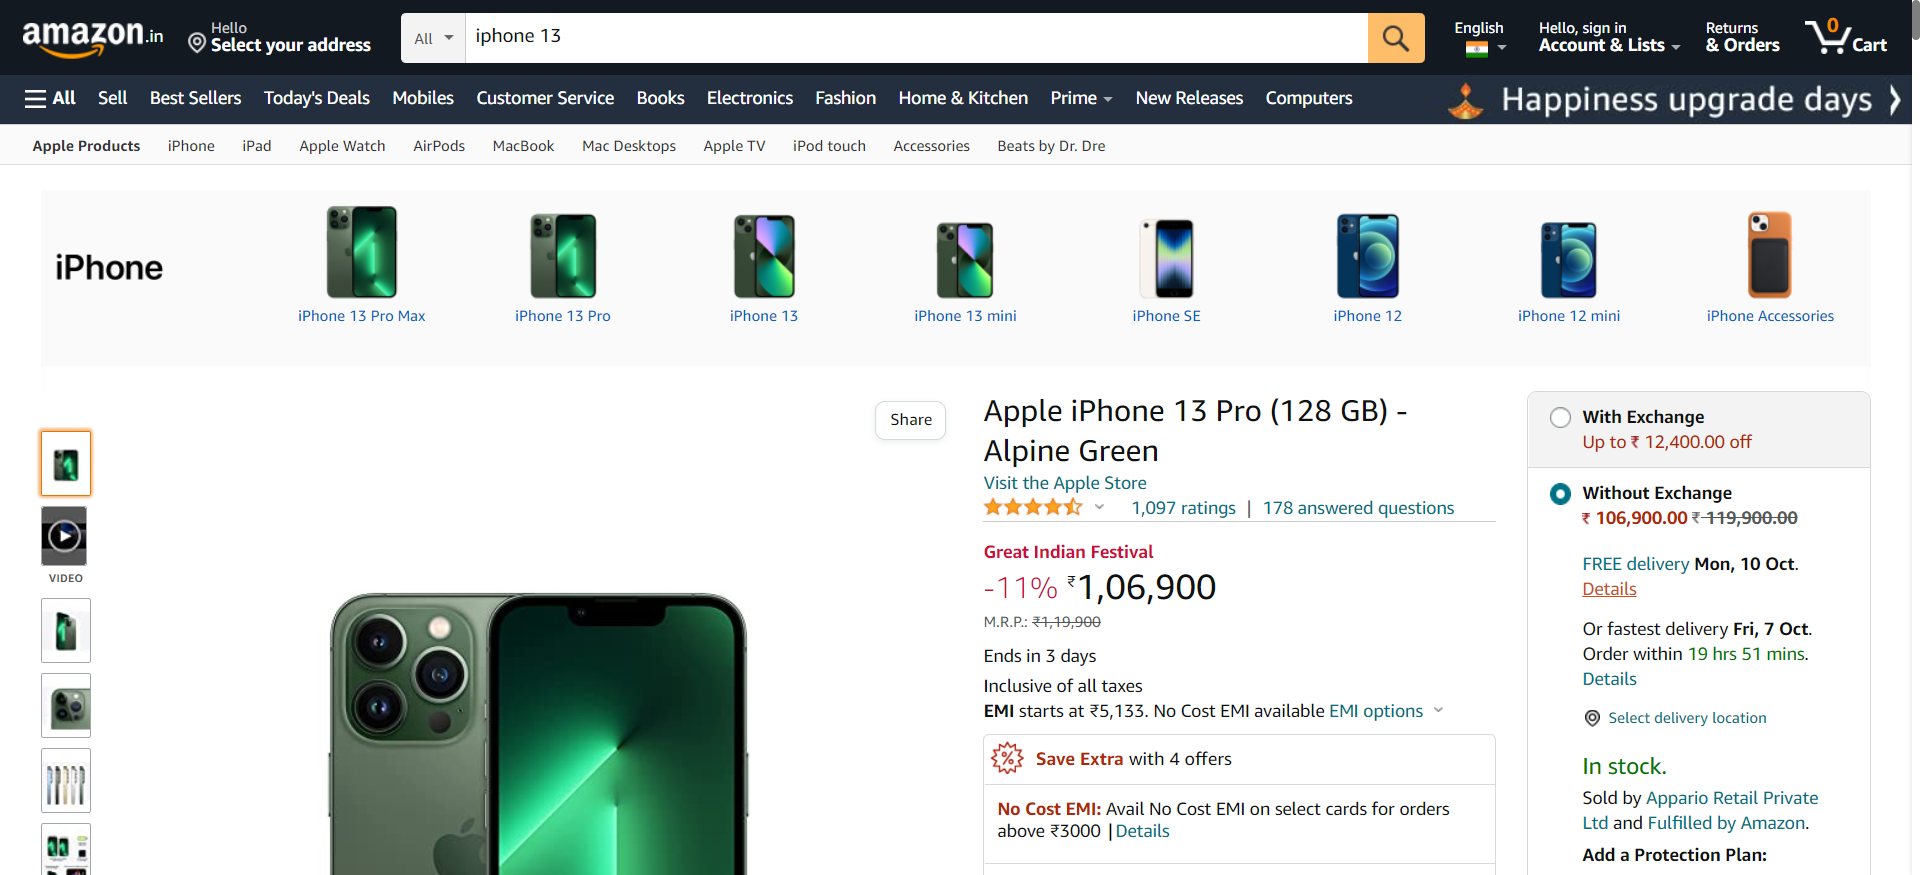 amazon.in
Hello
Select your address
All
iphone 13
English
Hello, sign in
Account & Lists
Returns
& Orders
0
Cart
All
Sell
Best Sellers
Today's Deals
Mobiles
Customer Service
Books
Electronics
Fashion
Home & Kitchen
Prime
New Releases
Computers
Happiness upgrade days
Apple Products
iPhone
iPad
Apple Watch
AirPods
MacBook
Mac Desktops
Apple TV
iPod touch
Accessories
Beats by Dr. Dre
iPhone
iPhone 13 Pro Max
iPhone 13 Pro
iPhone 13
iPhone 13 mini
iPhone SE
iPhone 12
iPhone 12 mini
iPhone Accessories
VIDEO
Share
Apple iPhone 13 Pro (128 GB) -
Alpine Green
Visit the Apple Store
1,097 ratings | 178 answered questions
Great Indian Festival
-11% ₹1,06,900
M.R.P.: ₹1,19,900
Ends in 3 days
Inclusive of all taxes
EMI starts at ₹5,133. No Cost EMI available EMI options
Save Extra with 4 offers
No Cost EMI: Avail No Cost EMI on select cards for orders
above ₹3000 | Details
With Exchange
Up to ₹ 12,400.00 off
Without Exchange
₹ 106,900.00 ₹ 119,900.00
FREE delivery Mon, 10 Oct.
Details
Or fastest delivery Fri, 7 Oct.
Order within 19 hrs 51 mins.
Details
Select delivery location
In stock.
Sold by Appario Retail Private
Ltd and Fulfilled by Amazon.
Add a Protection Plan: